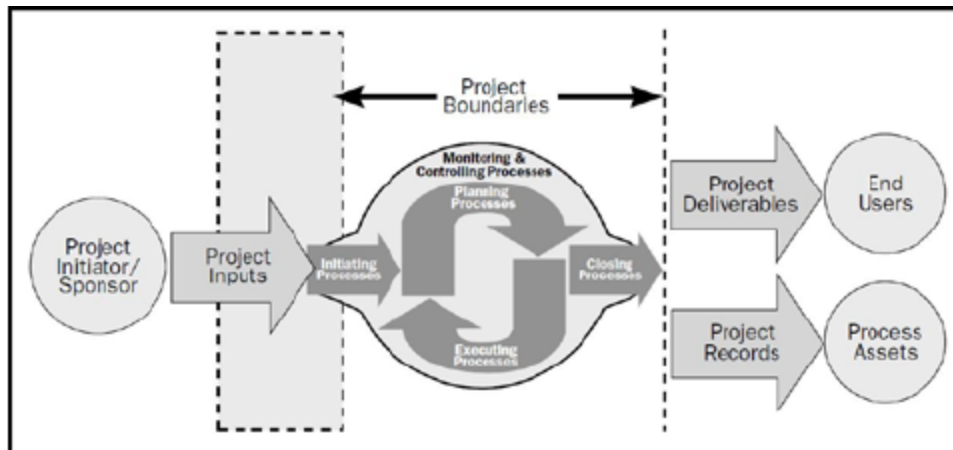 Project
Boundaries
Monitoring &
Controlling Processes
Planning
Processes
Project
Initiator/
Sponsor
Project
Inputs
Initiating
Processes
Closing
Processes
Executing
Processes
Project
Deliverables
End
Users
Project
Records
Process
Assets